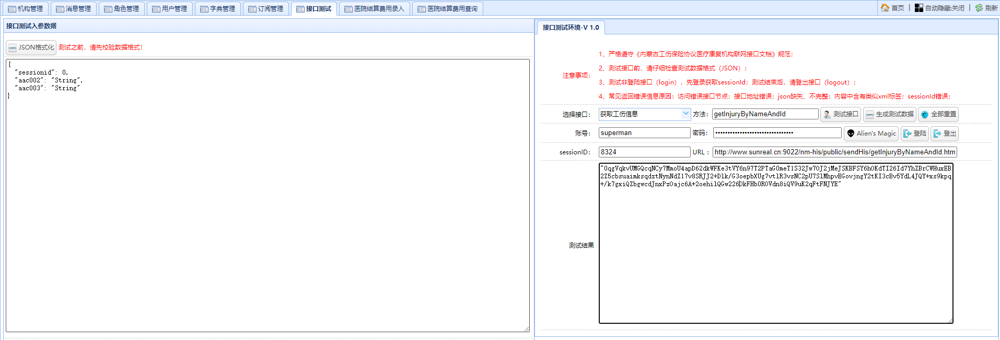 机构管理 消息管理 角色管理 用户管理 字典管理 订阅管理 接口测试 医院结算费用录入 医院结算费用查询 首页 | 自动隐藏:关闭 | 刷新
接口测试入参数据
JSON格式化 测试之前，请先校验数据格式！
{
"sessionid": 0,
"aac002": "String",
"aac003": "String"
}
接口测试环境-V 1.0
注意事项：
1、严格遵守《内蒙古工伤保险协议医疗康复机构联网接口文档》规范；
2、测试接口前，请仔细检查测试数据格式（JSON）；
3、测试非登陆接口（login），先登录获取sessionId；测试结束后，请登出接口（logout）；
4、常见返回错误信息原因：访问错误接口节点；接口地址错误；json缺失、不完整；内容中含有类似xml标签；sessionId错误；
选择接口： 获取工伤信息 方法： getInjuryByNameAndId 测试接口 生成测试数据 全部重置
账号： superman 密码： •••••••••••••••••••••••••••••••• Alien's Magic 登陆 登出
sessionID： 8324 URL： http://www.sunreal.cn:9022/nm-his/public/sendHis/getInjuryByNameAndId.htm
测试结果
"0qgVqkvUMGQcqNCy7MmoU4apD62dkWFKe3tVY6n97T2PTaG0meT1S32Jw7OJ2jMeJSKBFSY6hOKdTI26Id7YhZBrCWHuxEB
2Z5cbsuaimksqdztNynNdZ17v8SRJJ2+Dlk/G3oepbXUg7vtlR3vsNC2pU7SlMhpvEGovjngY2tKI3cBv5YdL4JQY+xs9kpq
+/k7gxiQZbgwcdJnxPzOajc6A+2oehilQGw226DkFHb0ROVdn8iQV9uK2qFtFNJYE"